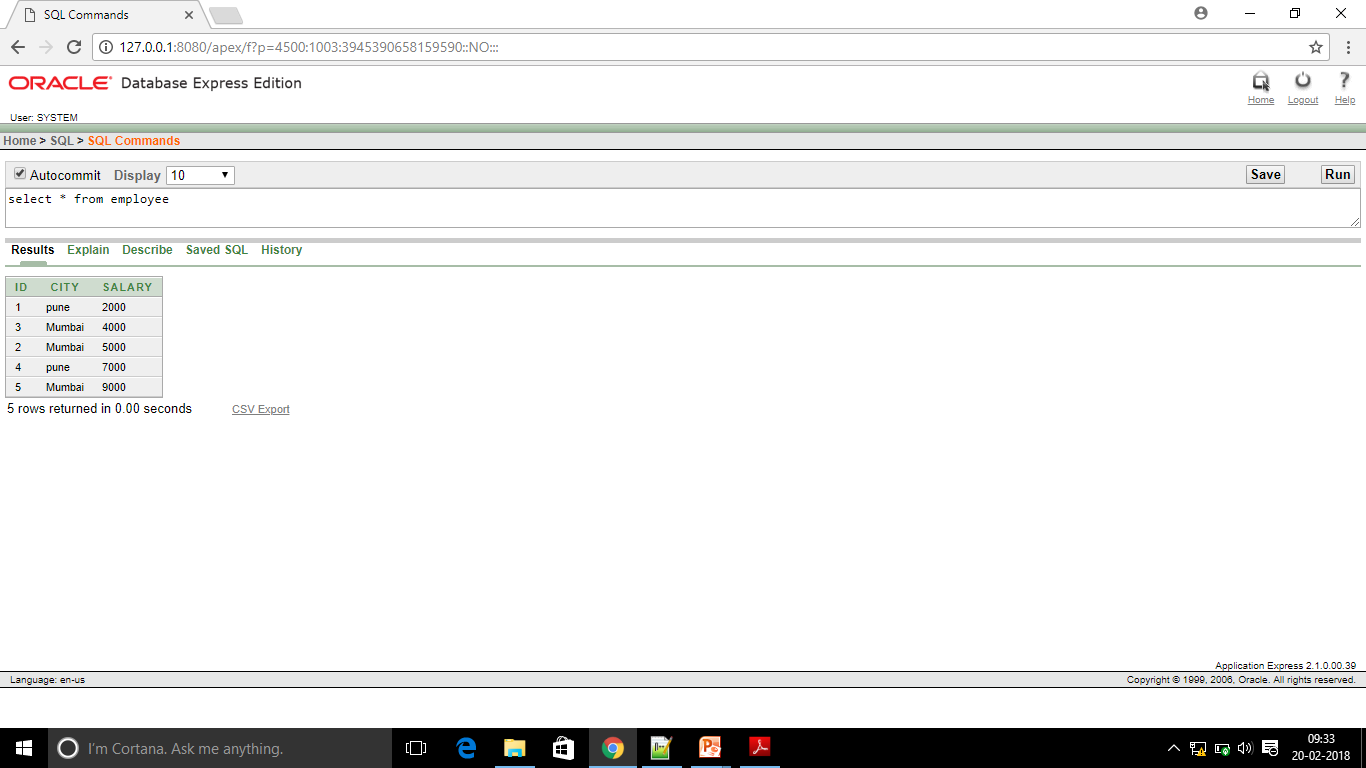 SQL Commands
127.0.0.1:8080/apex/f?p=4500:1003:3945390658159590::NO:::
ORACLE Database Express Edition
Home Logout Help
User: SYSTEM
Home > SQL > SQL Commands
Autocommit Display 10 Save Run
select * from employee
Results Explain Describe Saved SQL History
ID CITY SALARY
1 pune 2000
3 Mumbai 4000
2 Mumbai 5000
4 pune 7000
5 Mumbai 9000
5 rows returned in 0.00 seconds CSV Export
Application Express 2.1.0.00.39
Language: en-us Copyright © 1999, 2006, Oracle. All rights reserved.
I'm Cortana. Ask me anything.
09:33
20-02-2018